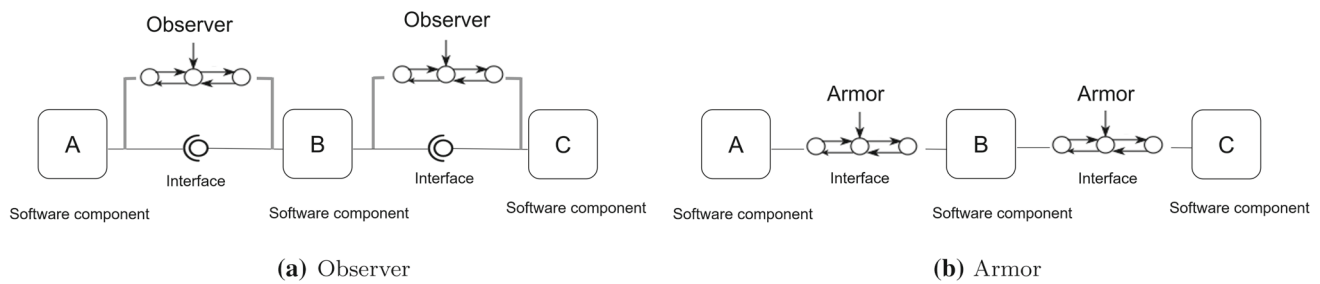 Observer
Observer
A
B
C
Interface
Interface
Software component
Software component
Software component
(a) Observer
Armor
Armor
A
B
C
Interface
Interface
Software component
Software component
Software component
(b) Armor